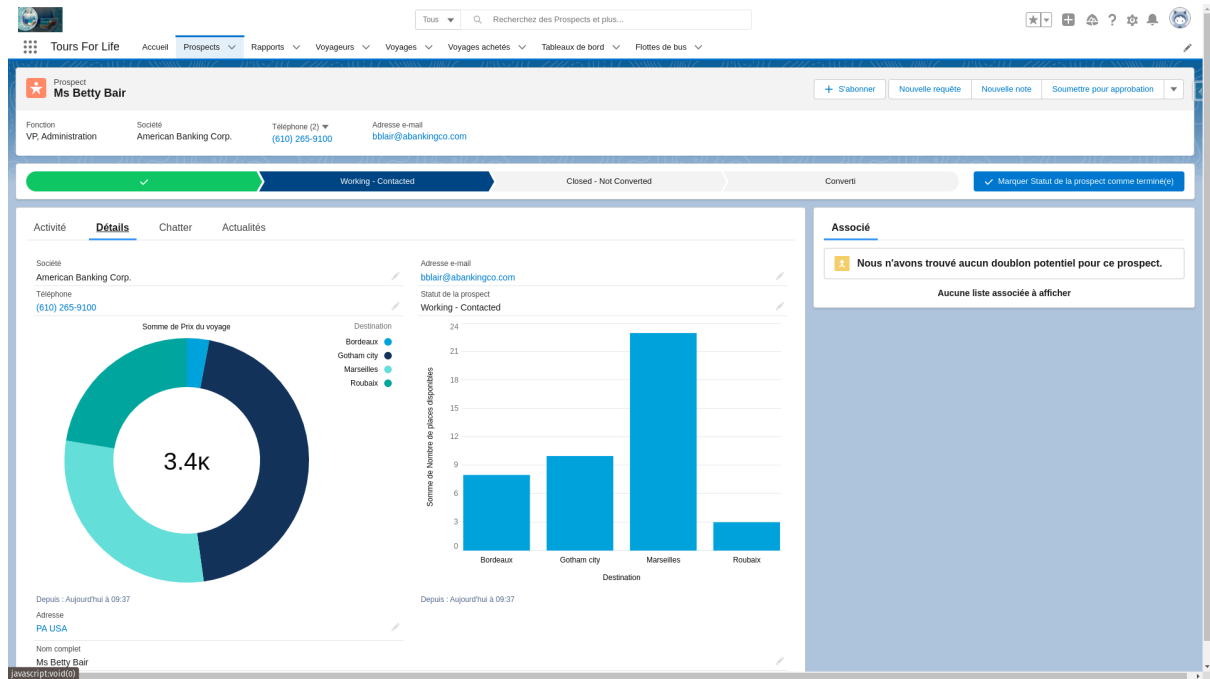 Tous
Recherchez des Prospects et plus...
Tours For Life
Accueil Prospects Rapports Voyageurs Voyages Voyages achetés Tableaux de bord Flottes de bus
Prospect
Ms Betty Bair
S'abonner Nouvelle requête Nouvelle note Soumettre pour approbation
Fonction Société Téléphone (2) Adresse e-mail
VP, Administration American Banking Corp. (610) 265-9100 bblair@abankingco.com
Working - Contacted Closed - Not Converted Converti
Marquer Statut de la prospect comme terminé(e)
Activité Détails Chatter Actualités
Société
American Banking Corp.
Téléphone
(610) 265-9100
Adresse e-mail
bblair@abankingco.com
Statut de la prospect
Working - Contacted
Somme de Prix du voyage
Destination
Bordeaux
Gotham city
Marseilles
Roubaix
3.4K
Depuis : Aujourd'hui à 09:37
Somme de Nombre de places disponibles
24
21
18
15
12
9
6
3
0
Bordeaux Gotham city Marseilles Roubaix
Destination
Depuis : Aujourd'hui à 09:37
Adresse
PA USA
Nom complet
Ms Betty Bair
Associé
Nous n'avons trouvé aucun doublon potentiel pour ce prospect.
Aucune liste associée à afficher
javascript:void(0)